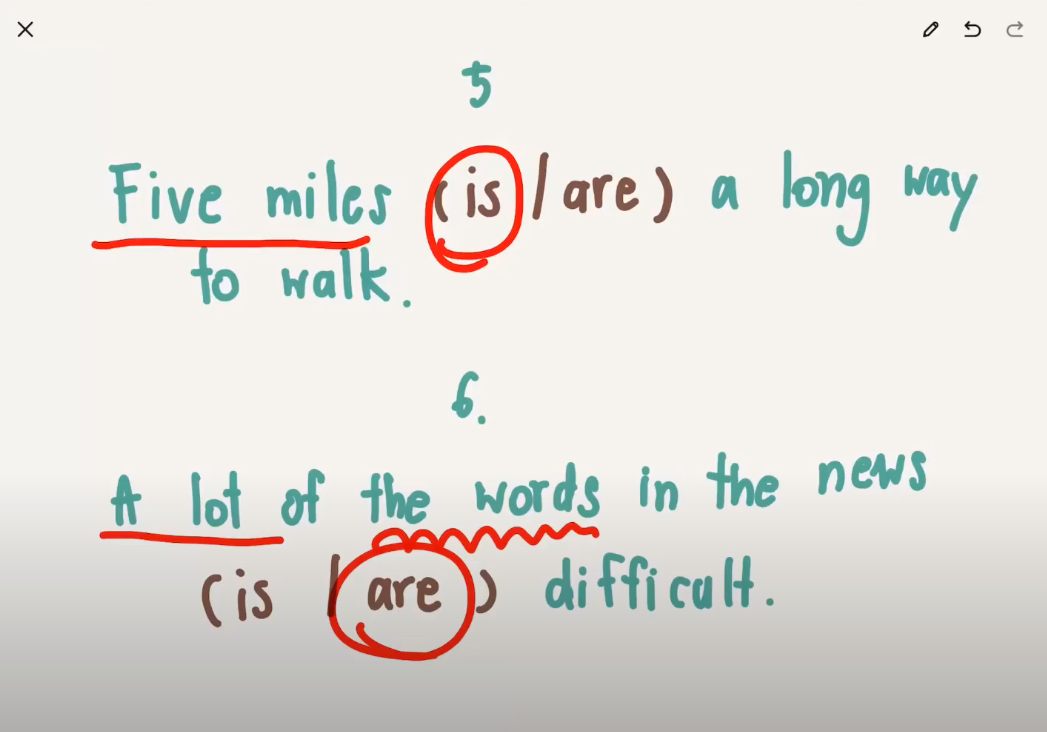 5
Five miles (is / are) a long way
to walk.
6.
A lot of the words in the news
(is / are) difficult.